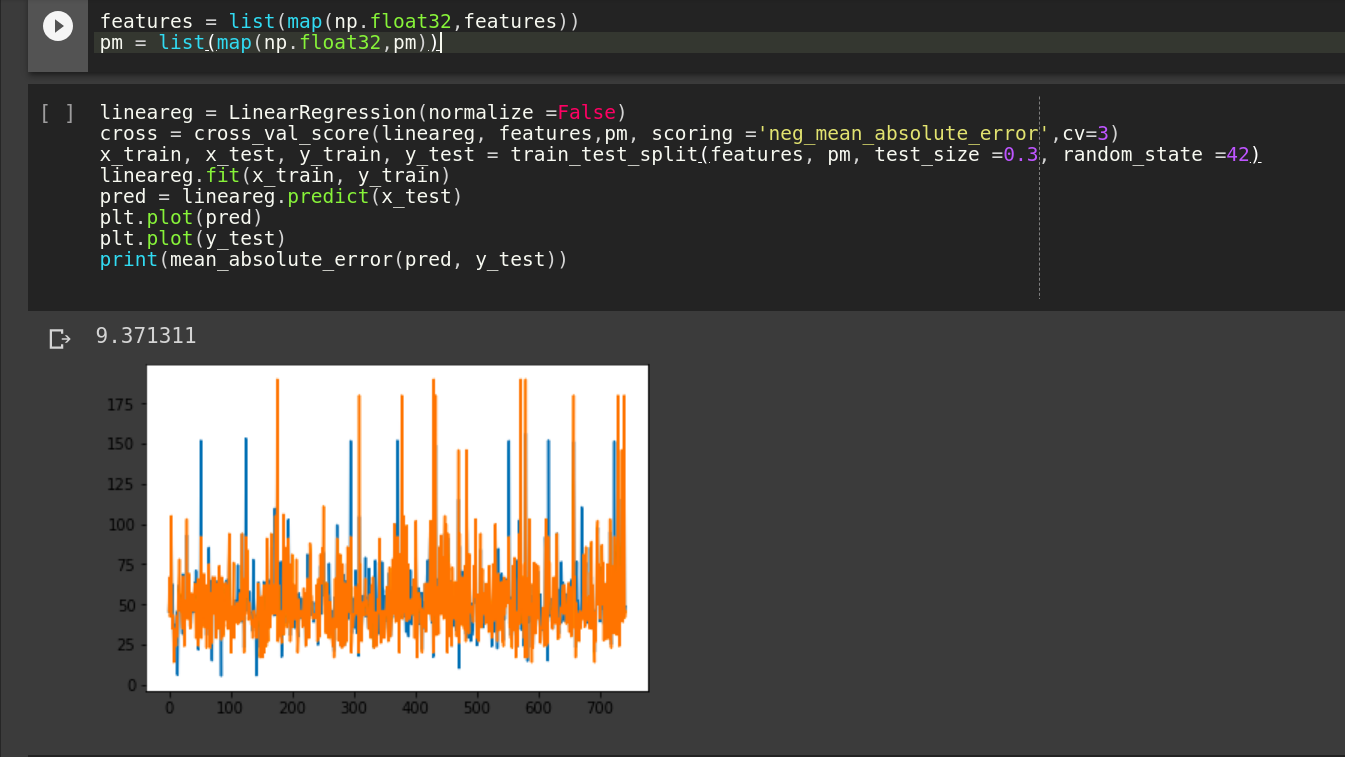 features = list(map(np.float32,features))
pm = list(map(np.float32,pm))
[ ] lineareg = LinearRegression(normalize =False)
cross = cross_val_score(lineareg, features,pm, scoring ='neg_mean_absolute_error',cv=3)
x_train, x_test, y_train, y_test = train_test_split(features, pm, test_size =0.3, random_state =42)
lineareg.fit(x_train, y_train)
pred = lineareg.predict(x_test)
plt.plot(pred)
plt.plot(y_test)
print(mean_absolute_error(pred, y_test))
9.371311
175
150
125
100
75
50
25
0
0 100 200 300 400 500 600 700